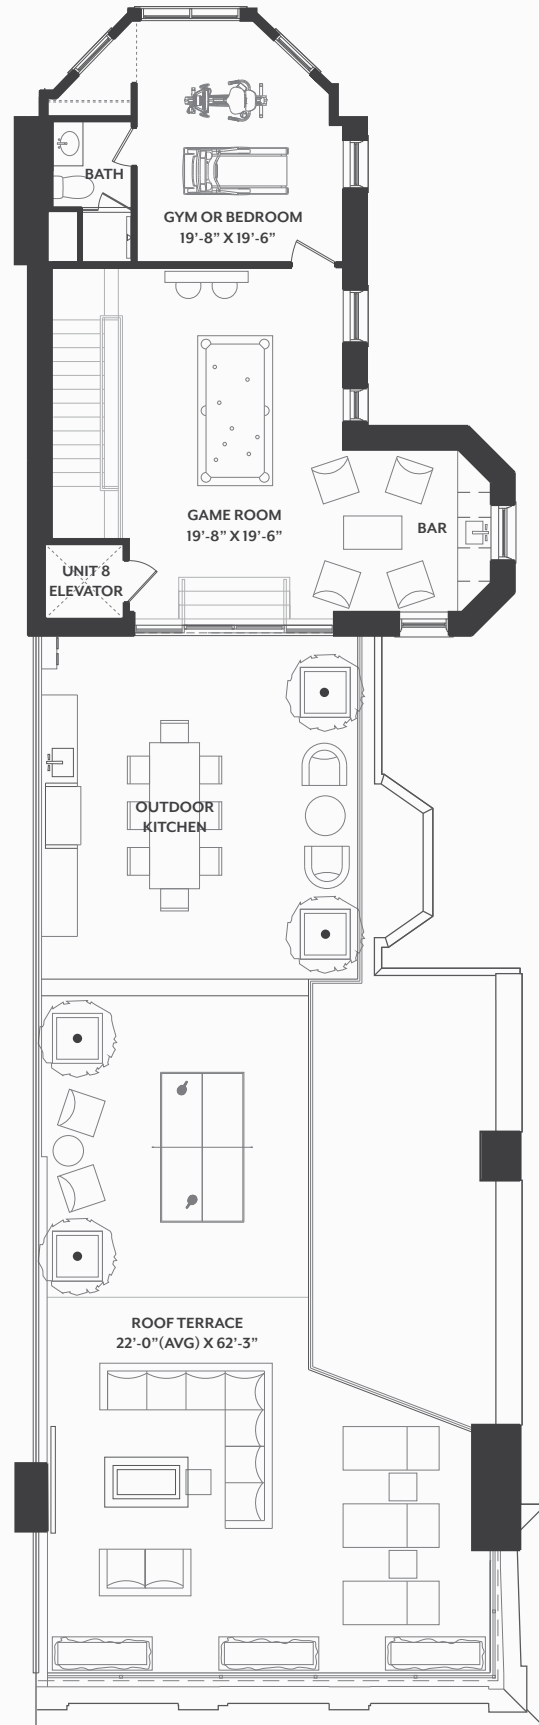 BATH
GYM OR BEDROOM
19'-8" X 19'-6"
GAME ROOM
19'-8" X 19'-6"
BAR
UNIT 8
ELEVATOR
OUTDOOR
KITCHEN
ROOF TERRACE
22'-0"(AVG) X 62'-3"